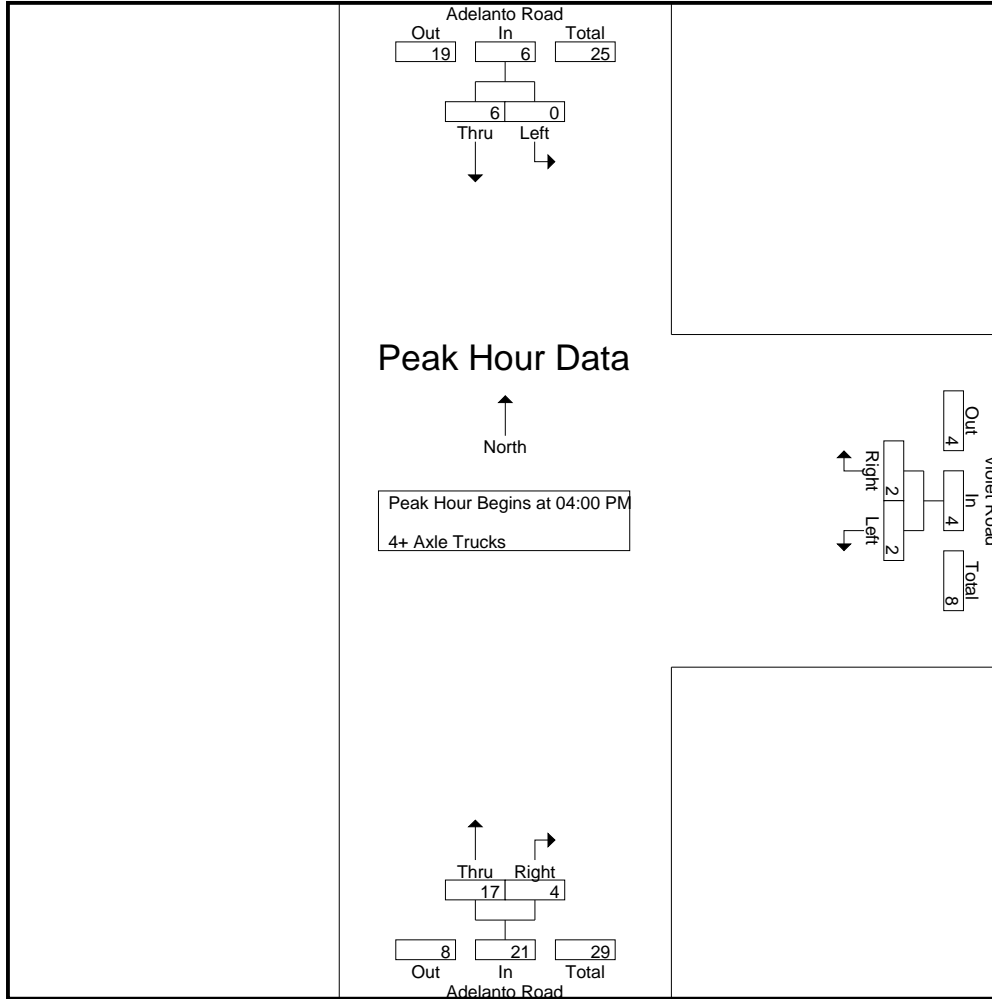 Adelanto Road
Out In Total
19 6 25
6 0
Thru Left
Peak Hour Data
North
Peak Hour Begins at 04:00 PM
4+ Axle Trucks
Violet Road
Out In Total
4 4 8
2 2
Right Left
Thru Right
17 4
8 21 29
Out In Total
Adelanto Road